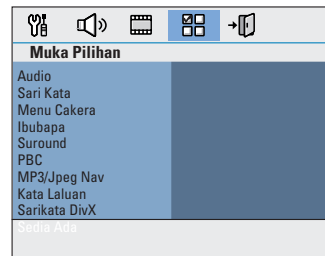 Muka Pilihan
Audio
Sari Kata
Menu Cakera
Ibubapa
Suround
PBC
MP3/Jpeg Nav
Kata Laluan
Sarikata DivX
Sedia Ada